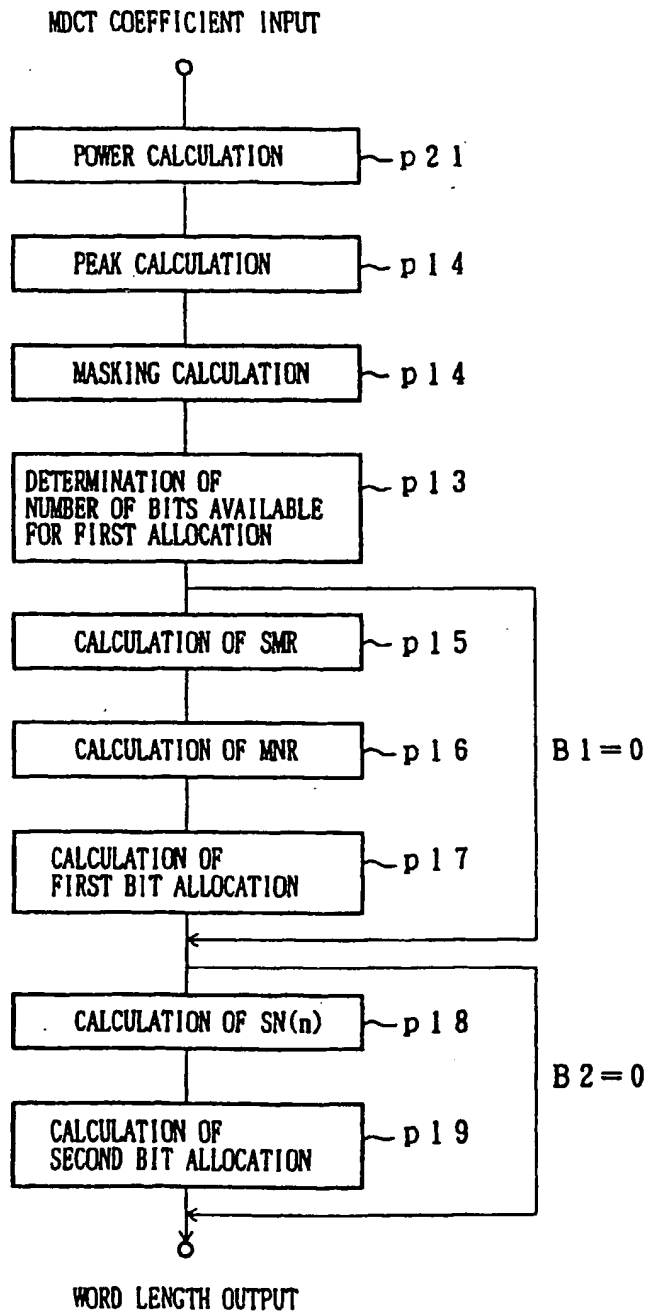 MDCT COEFFICIENT INPUT
POWER CALCULATION
p21
PEAK CALCULATION
p14
MASKING CALCULATION
p14
DETERMINATION OF
NUMBER OF BITS AVAILABLE
FOR FIRST ALLOCATION
p13
CALCULATION OF SMR
p15
CALCULATION OF MNR
p16
B1=0
CALCULATION OF
FIRST BIT ALLOCATION
p17
CALCULATION OF SN(n)
p18
B2=0
CALCULATION OF
SECOND BIT ALLOCATION
p19
WORD LENGTH OUTPUT